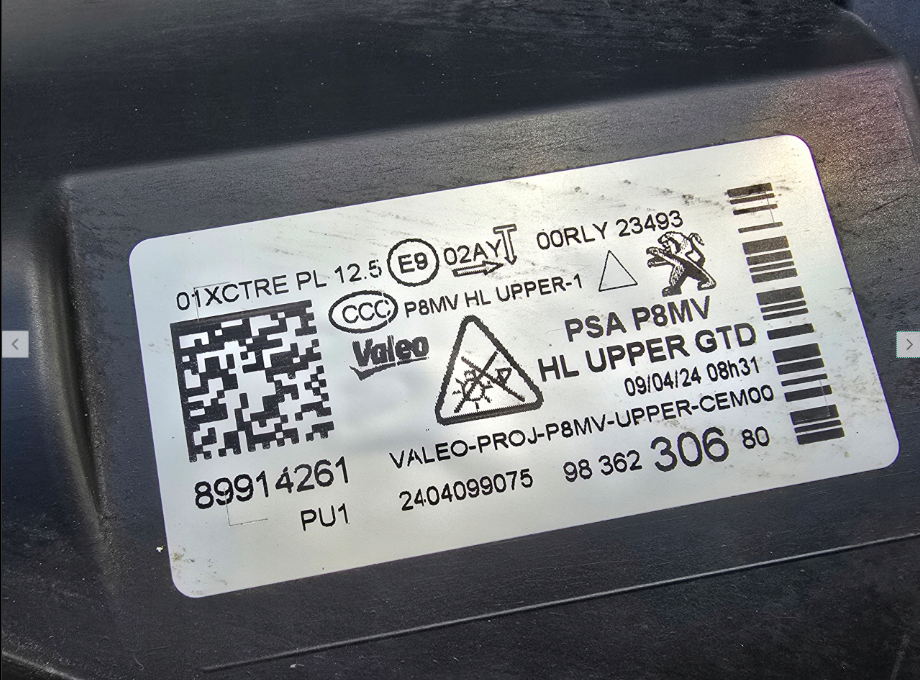 01XCTRE PL 12.5 E9 02AY 00RLY 23493
CCC P8MV HL UPPER-1
Valeo
PSA P8MV
HL UPPER GTD
09/04/24 08h31
VALEO-PROJ-P8MV-UPPER-CEM00
89914261 2404099075 98 362 306 80
PU1